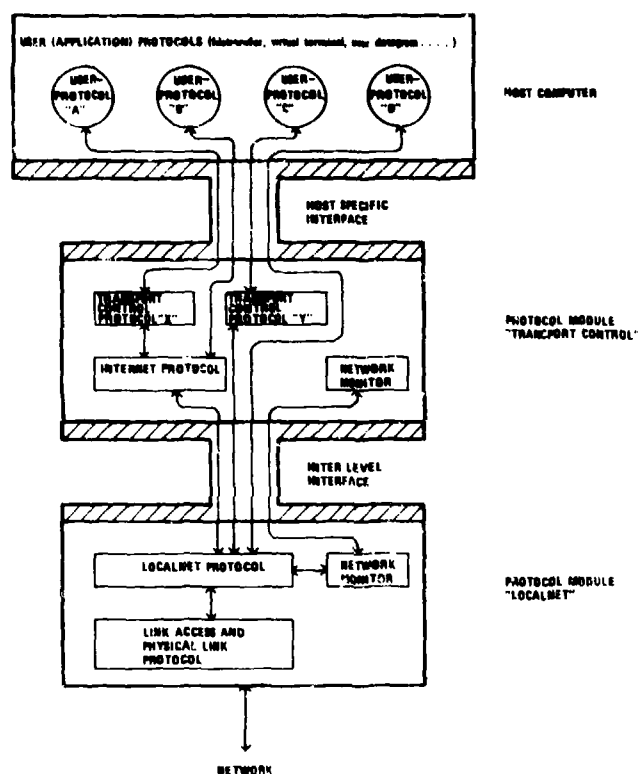 USER (APPLICATION) PROTOCOLS (filetransfer, virtual terminal, user datagram . . . . .)
USER-
PROTOCOL
"A"
USER-
PROTOCOL
"B"
USER-
PROTOCOL
"C"
USER-
PROTOCOL
"D"
HOST COMPUTER
HOST SPECIFIC
INTERFACE
TRANSPORT
CONTROL
PROTOCOL "X"
TRANSPORT
CONTROL
PROTOCOL "Y"
INTERNET PROTOCOL
NETWORK
MONITOR
PROTOCOL MODULE
"TRANSPORT CONTROL"
INTER LEVEL
INTERFACE
LOCALNET PROTOCOL
NETWORK
MONITOR
LINK ACCESS AND
PHYSICAL LINK
PROTOCOL
PROTOCOL MODULE
"LOCALNET"
NETWORK